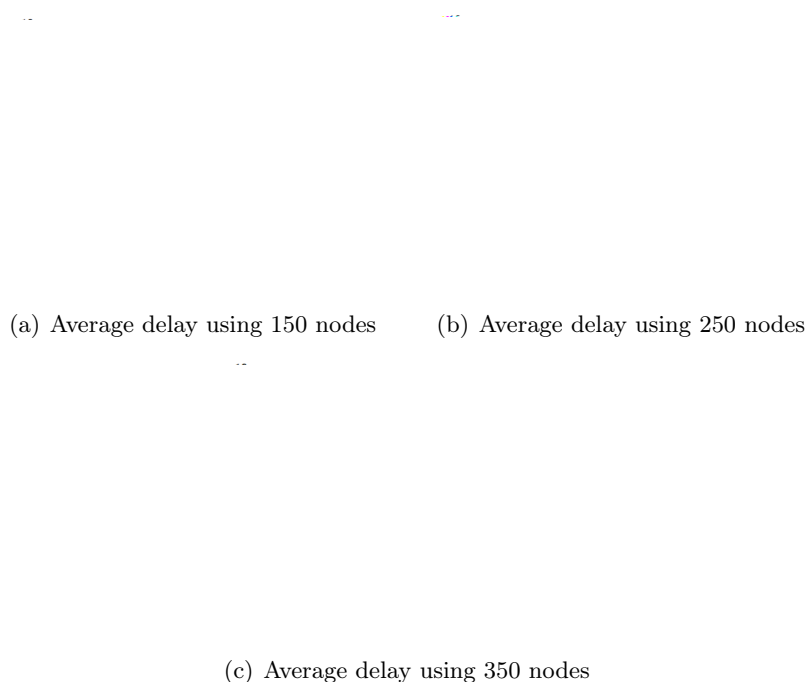 (a) Average delay using 150 nodes
(b) Average delay using 250 nodes
(c) Average delay using 350 nodes